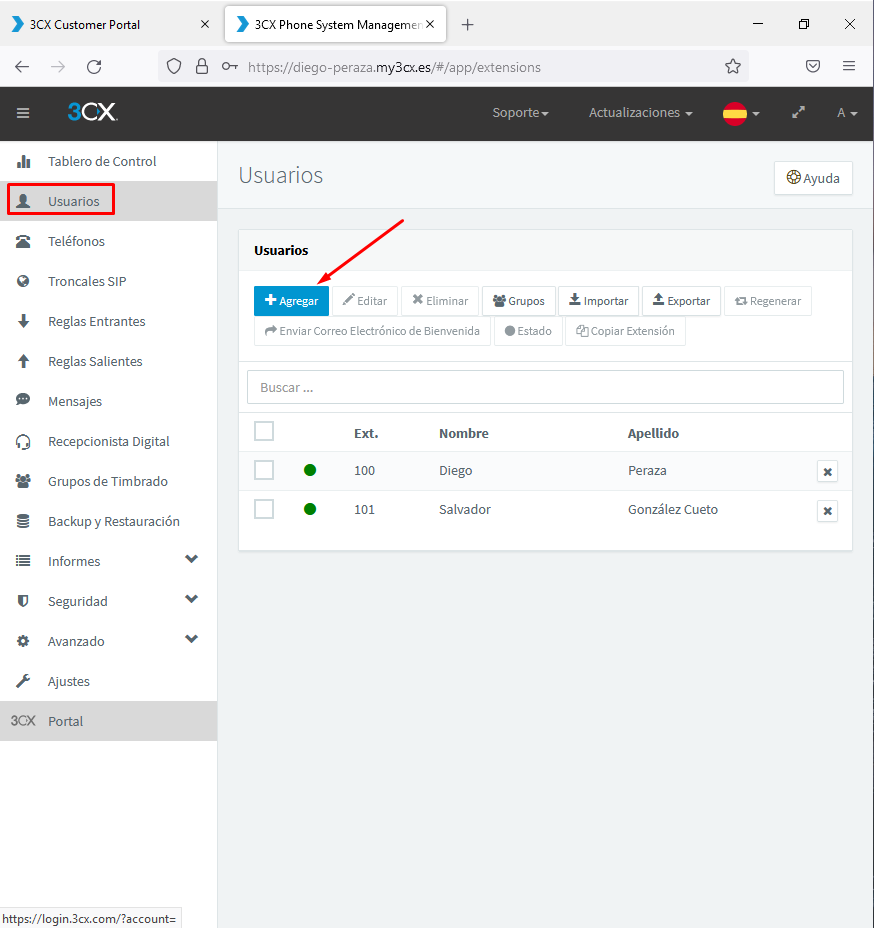 3CX Customer Portal
3CX Phone System Managemen
https://diego-peraza.my3cx.es/#/app/extensions
3CX
Soporte
Actualizaciones
A
Tablero de Control
Usuarios
Teléfonos
Troncales SIP
Reglas Entrantes
Reglas Salientes
Mensajes
Recepcionista Digital
Grupos de Timbrado
Backup y Restauración
Informes
Seguridad
Avanzado
Ajustes
3CX Portal
Usuarios
Ayuda
Usuarios
Agregar Editar Eliminar Grupos Importar Exportar Regenerar
Enviar Correo Electrónico de Bienvenida Estado Copiar Extensión
Buscar ...
Ext. Nombre Apellido
100 Diego Peraza
101 Salvador González Cueto
https://login.3cx.com/?account=